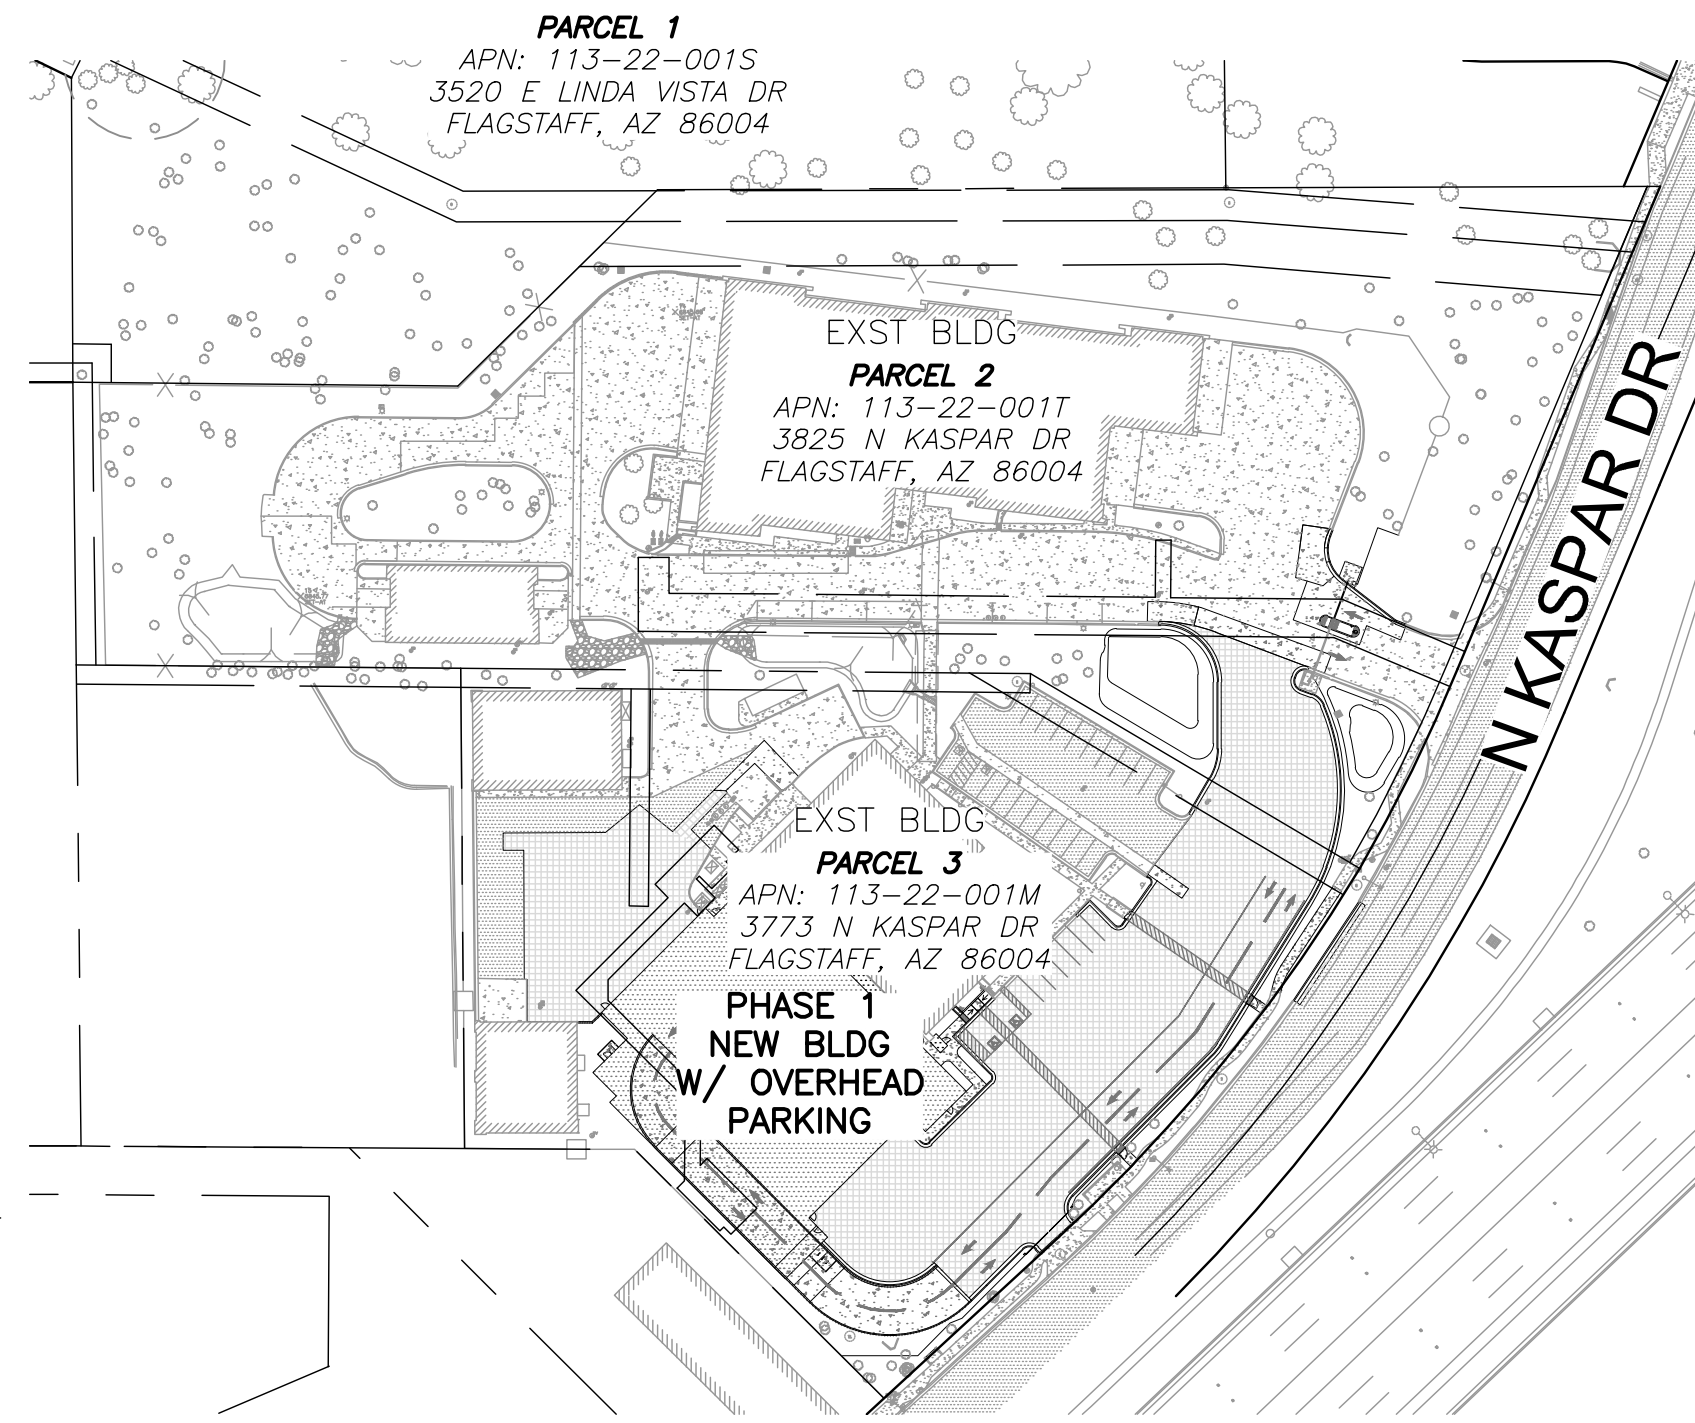 PARCEL 1
APN: 113-22-001S
3520 E LINDA VISTA DR
FLAGSTAFF, AZ 86004
EXST BLDG
PARCEL 2
APN: 113-22-001T
3825 N KASPAR DR
FLAGSTAFF, AZ 86004
N KASPAR DR
EXST BLDG
PARCEL 3
APN: 113-22-001M
3773 N KASPAR DR
FLAGSTAFF, AZ 86004
PHASE 1
NEW BLDG
W/ OVERHEAD
PARKING